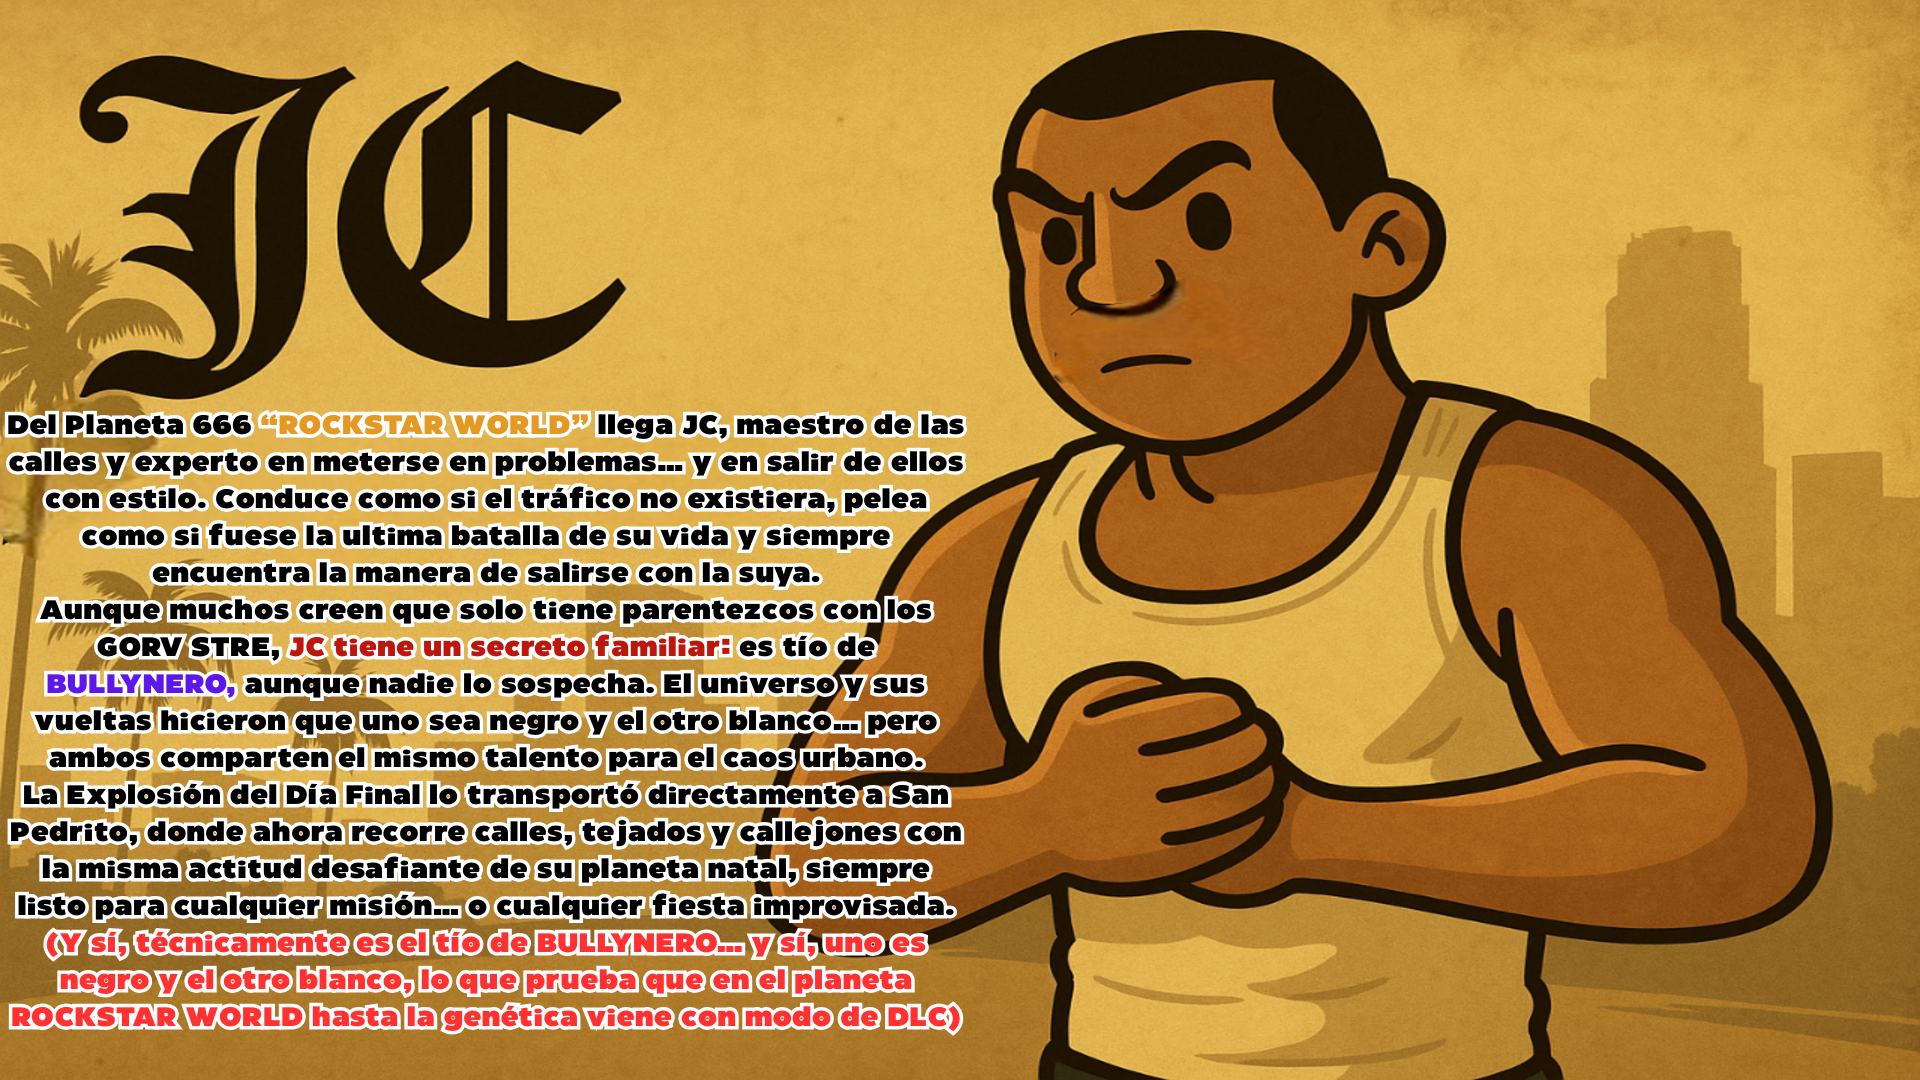 JC
Del Planeta 666 “ROCKSTAR WORLD” llega JC, maestro de las
calles y experto en meterse en problemas... y en salir de ellos
con estilo. Conduce como si el tráfico no existiera, pelea
como si fuese la ultima batalla de su vida y siempre
encuentra la manera de salirse con la suya.
Aunque muchos creen que solo tiene parentezcos con los
GORV STRE, JC tiene un secreto familiar: es tío de
BULLYNERO, aunque nadie lo sospecha. El universo y sus
vueltas hicieron que uno sea negro y el otro blanco... pero
ambos comparten el mismo talento para el caos urbano.
La Explosión del Día Final lo transportó directamente a San
Pedrito, donde ahora recorre calles, tejados y callejones con
la misma actitud desafiante de su planeta natal, siempre
listo para cualquier misión... o cualquier fiesta improvisada.
(Y sí, técnicamente es el tío de BULLYNERO... y sí, uno es
negro y el otro blanco, lo que prueba que en el planeta
ROCKSTAR WORLD hasta la genética viene con modo de DLC)